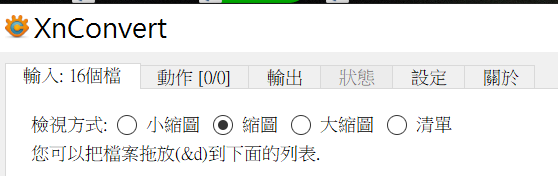 XnConvert
輸入: 16個檔 動作 [0/0] 輸出 狀態 設定 關於
檢視方式: 小縮圖 縮圖 大縮圖 清單
您可以把檔案拖放(&d)到下面的列表.